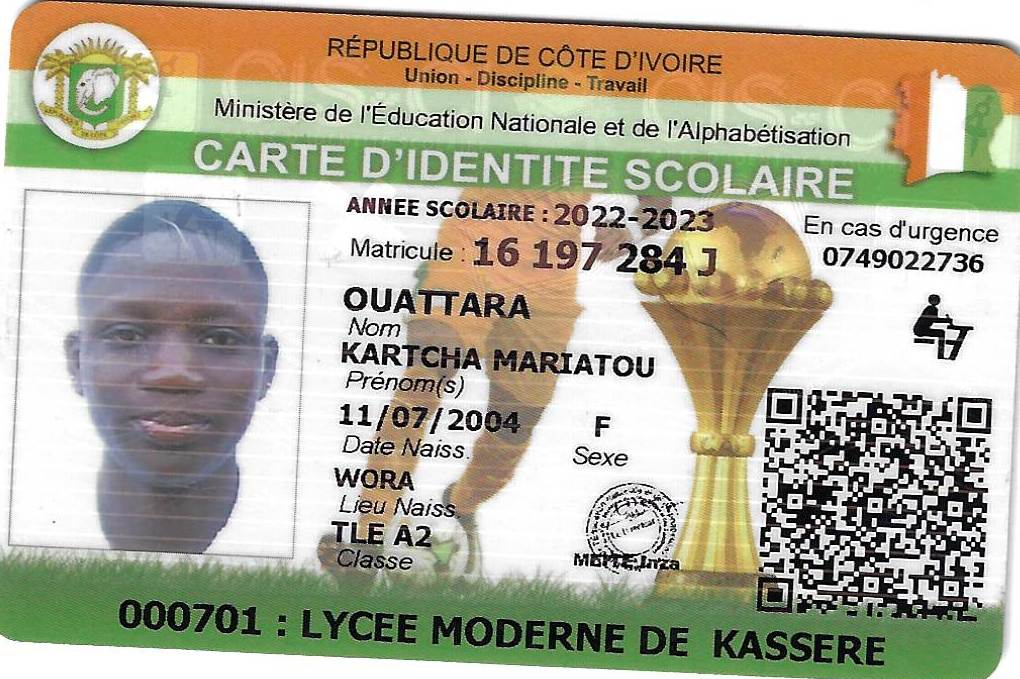 RÉPUBLIQUE DE CÔTE D'IVOIRE
Union - Discipline - Travail
Ministère de l'Éducation Nationale et de l'Alphabétisation
CARTE D'IDENTITE SCOLAIRE
ANNEE SCOLAIRE : 2022-2023
Matricule : 16 197 284 J
En cas d'urgence
0749022736
OUATTARA
Nom
KARTCHA MARIATOU
Prénom(s)
11/07/2004
Date Naiss.
F
Sexe
WORA
Lieu Naiss.
TLE A2
Classe
MEITE Inza
000701 : LYCEE MODERNE DE KASSERE